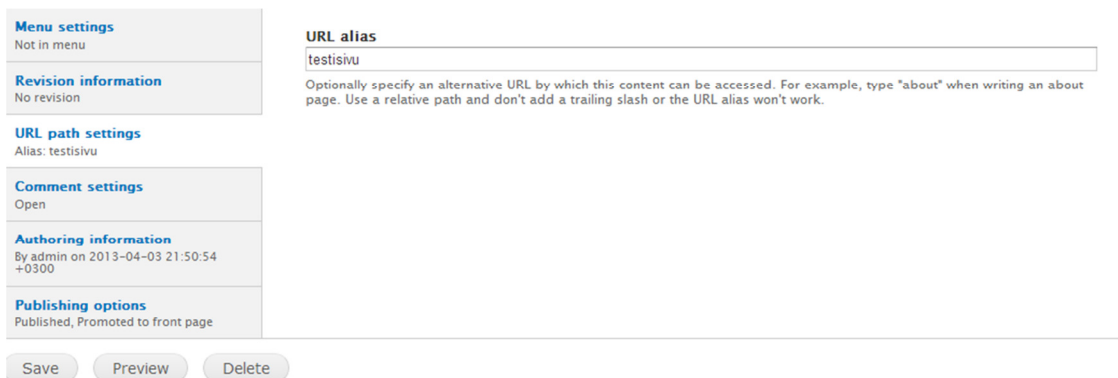 Menu settings
Not in menu
Revision information
No revision
URL path settings
Alias: testisivu
Comment settings
Open
Authoring information
By admin on 2013-04-03 21:50:54
+0300
Publishing options
Published, Promoted to front page
URL alias
testisivu
Optionally specify an alternative URL by which this content can be accessed. For example, type "about" when writing an about
page. Use a relative path and don't add a trailing slash or the URL alias won't work.
Save
Preview
Delete